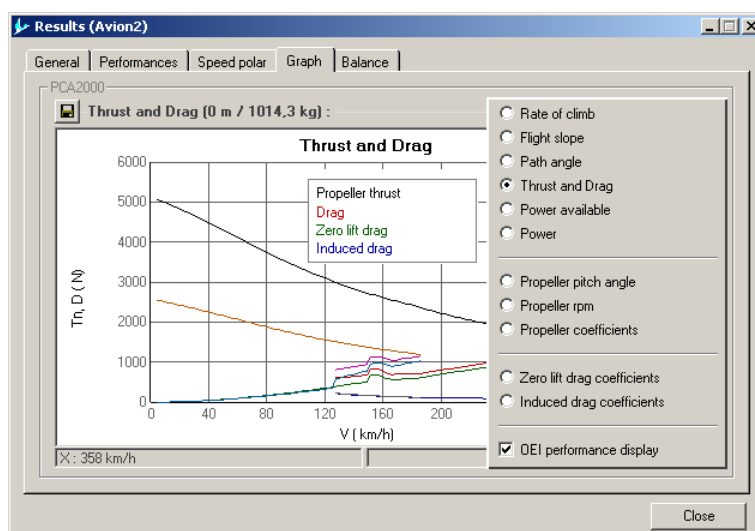 Results (Avion2)
General Performances Speed polar Graph Balance
PCA2000
Thrust and Drag (0 m / 1014,3 kg) :
Thrust and Drag
Tn, D ( N)
6000
5000
4000
3000
2000
1000
0
Propeller thrust
Drag
Zero lift drag
Induced drag
0 40 80 120 160 200
V ( km/h)
X : 358 km/h
Rate of climb
Flight slope
Path angle
Thrust and Drag
Power available
Power
Propeller pitch angle
Propeller rpm
Propeller coefficients
Zero lift drag coefficients
Induced drag coefficients
OEI performance display
Close